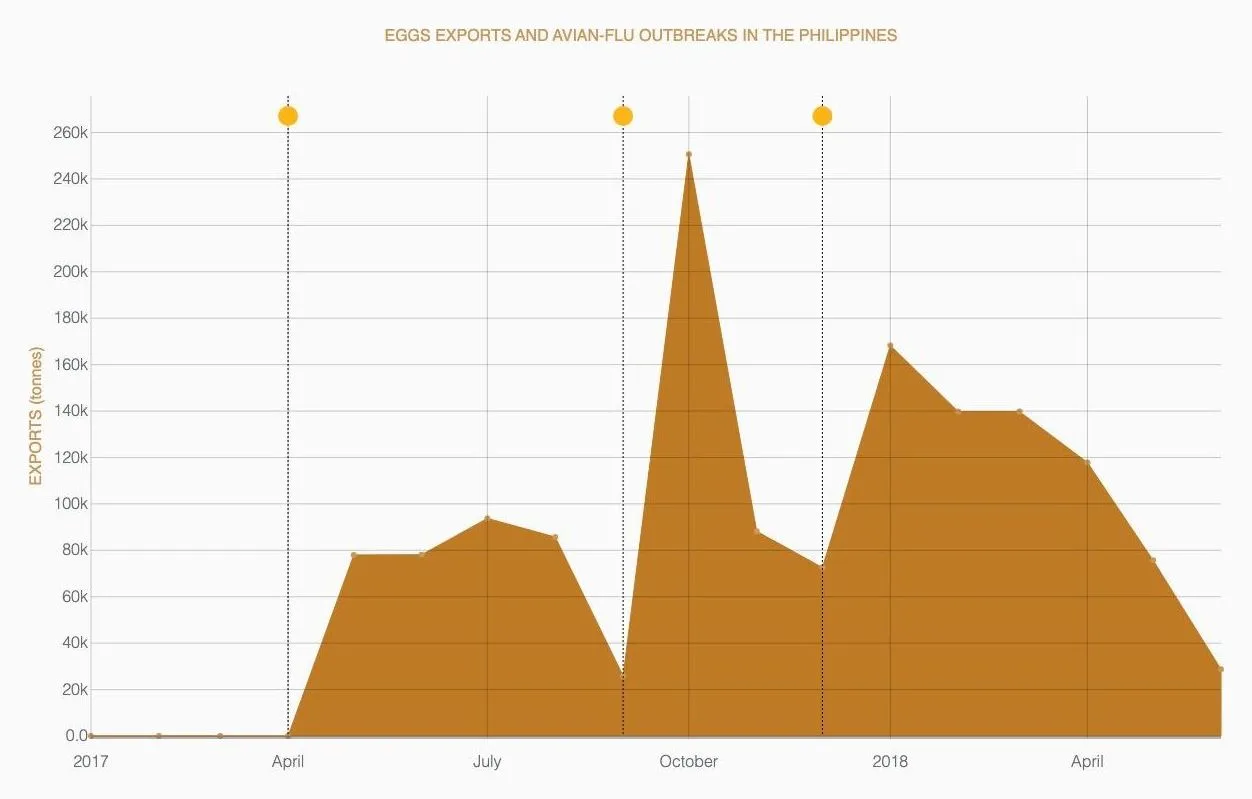 EGGS EXPORTS AND AVIAN-FLU OUTBREAKS IN THE PHILIPPINES
EXPORTS (tonnes)
260k
240k
220k
200k
180k
160k
140k
120k
100k
80k
60k
40k
20k
0.0
2017 April July October 2018 April